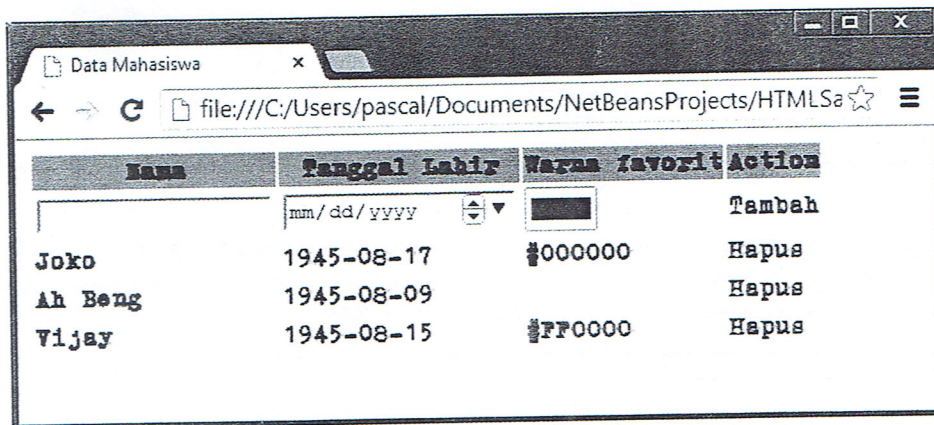 Data Mahasiswa
file:///C:/Users/pascal/Documents/NetBeansProjects/HTMLSa
Nama Tanggal Lahir Warna favorit Action
mm/dd/yyyy Tambah
Joko 1945-08-17 #000000 Hapus
Ah Beng 1945-08-09 Hapus
Vijay 1945-08-15 #FF0000 Hapus